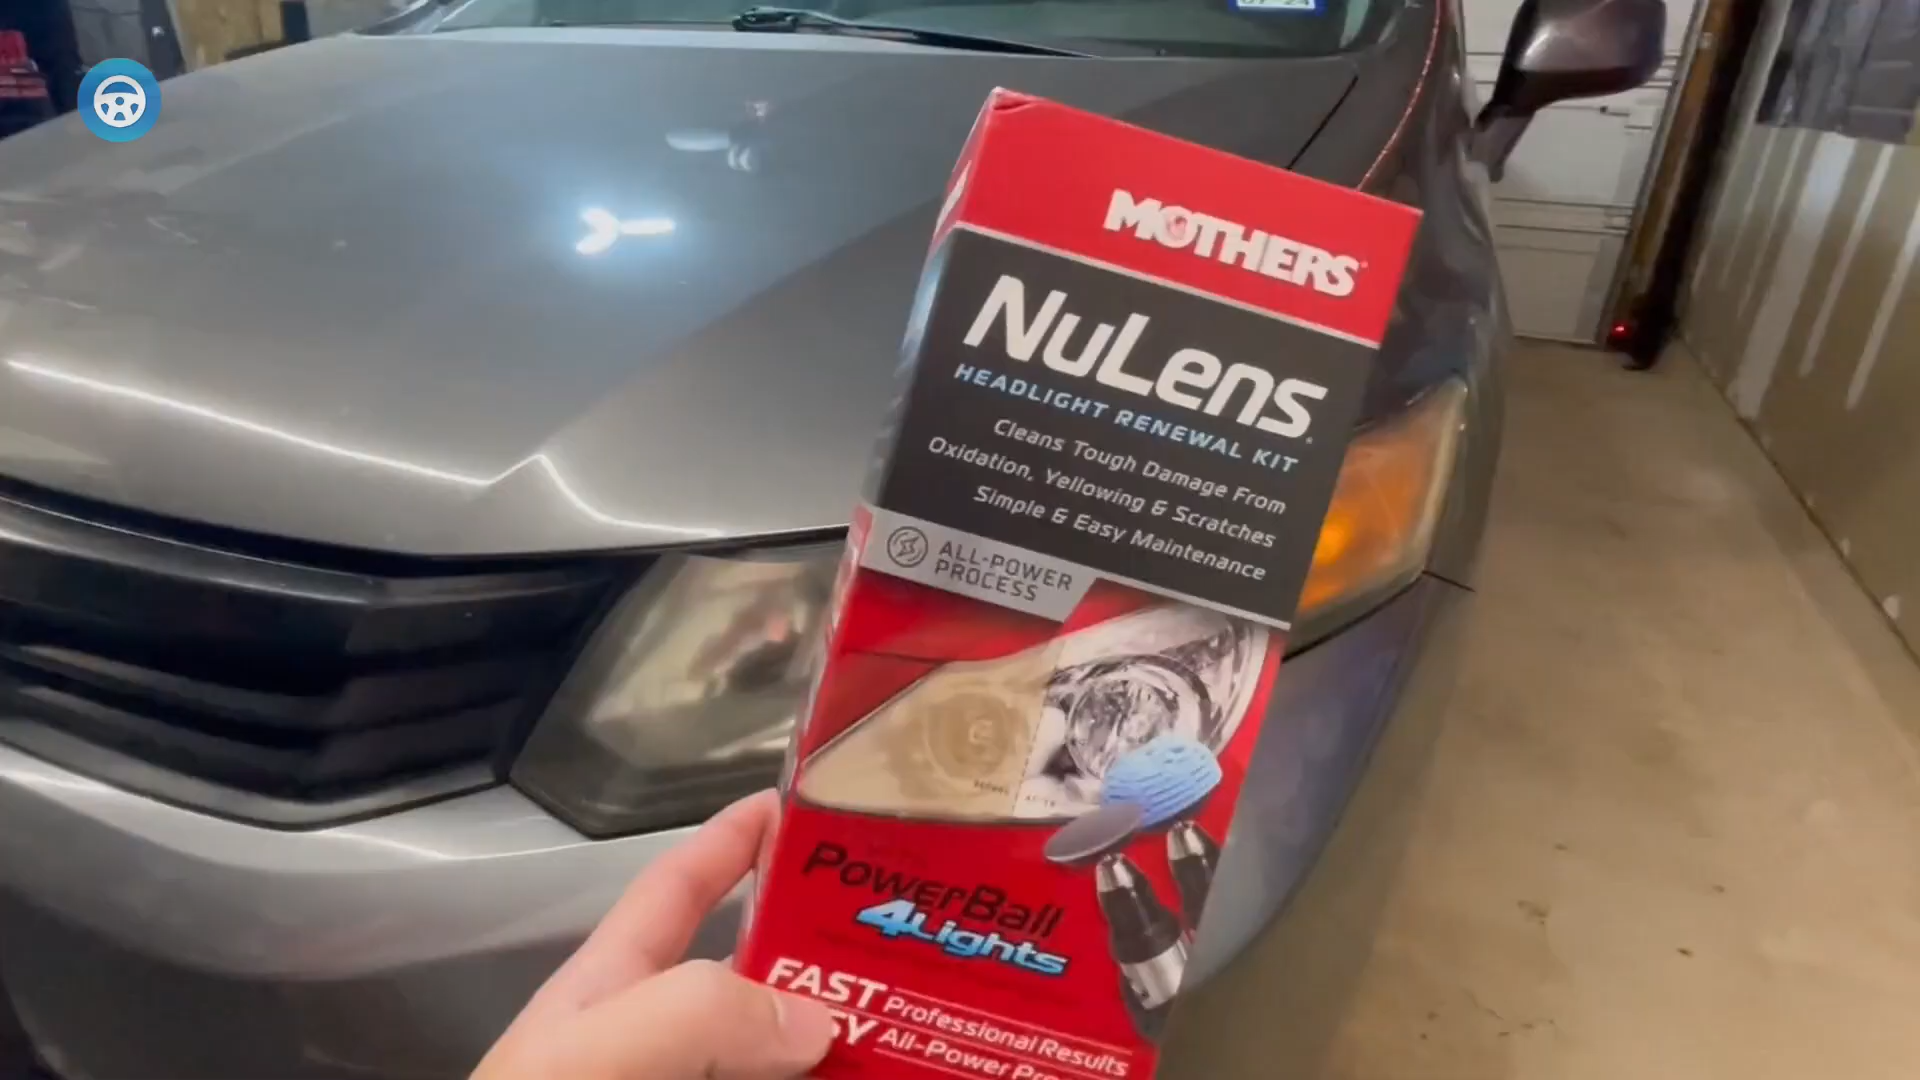 MOTHERS
NuLens
HEADLIGHT RENEWAL KIT
Cleans Tough Damage From
Oxidation, Yellowing & Scratches
Simple & Easy Maintenance
ALL-POWER
PROCESS
PowerBall
4Lights
FAST Professional Results
All-Power